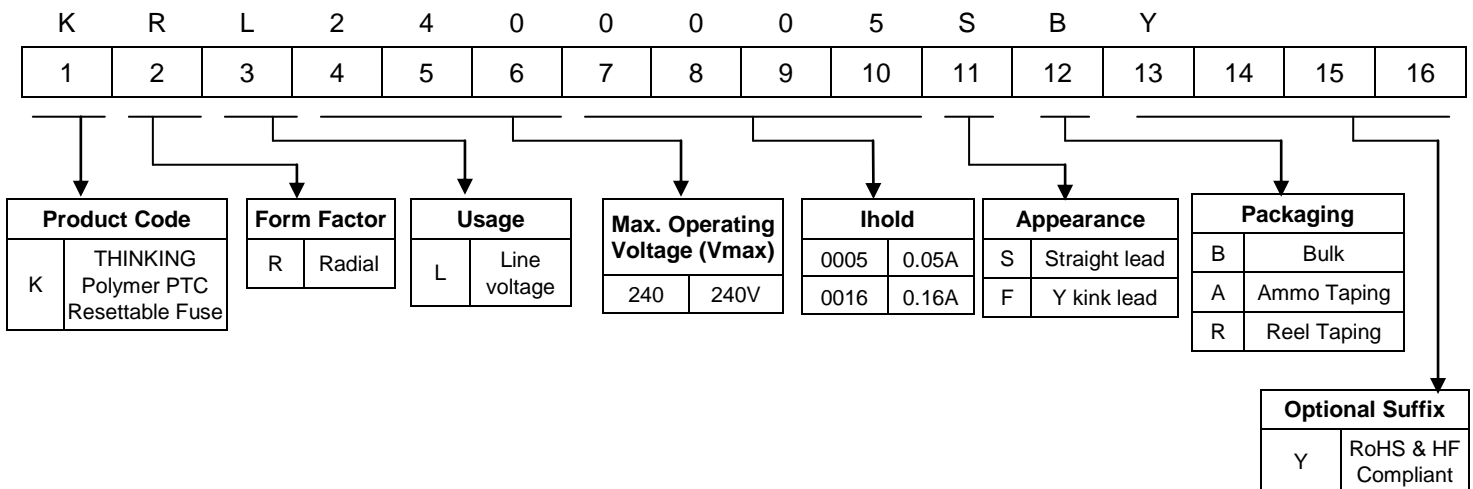 K R L 2 4 0 0 0 0 5 S B Y
1 2 3 4 5 6 7 8 9 10 11 12 13 14 15 16
Product Code
K THINKING
Polymer PTC
Resettable Fuse
Form Factor
R Radial
Usage
L Line
voltage
Max. Operating
Voltage (Vmax)
240 240V
Ihold
0005 0.05A
0016 0.16A
Appearance
S Straight lead
F Y kink lead
Packaging
B Bulk
A Ammo Taping
R Reel Taping
Optional Suffix
Y RoHS & HF
Compliant